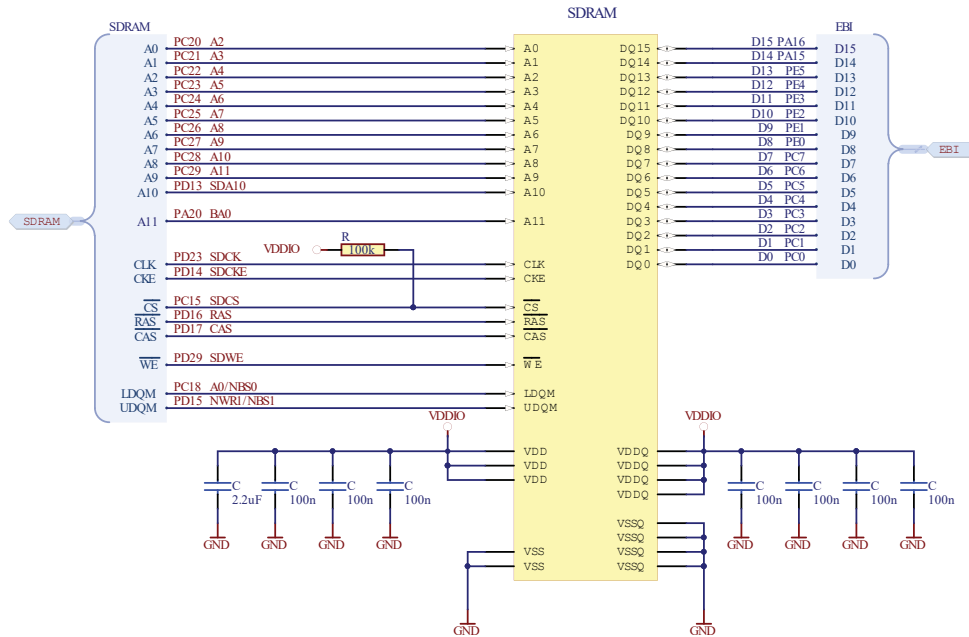 SDRAM
SDRAM
EBI
A0 PC20 A2 A0 DQ15 D15 PA16 D15
A1 PC21 A3 A1 DQ14 D14 PA15 D14
A2 PC22 A4 A2 DQ13 D13 PE5 D13
A3 PC23 A5 A3 DQ12 D12 PE4 D12
A4 PC24 A6 A4 DQ11 D11 PE3 D11
A5 PC25 A7 A5 DQ10 D10 PE2 D10
A6 PC26 A8 A6 DQ9 D9 PE1 D9
A7 PC27 A9 A7 DQ8 D8 PE0 D8
A8 PC28 A10 A8 DQ7 D7 PC7 D7
A9 PC29 A11 A9 DQ6 D6 PC6 D6
A10 PD13 SDA10 A10 DQ5 D5 PC5 D5
DQ4 D4 PC4 D4
A11 PA20 BA0 A11 DQ3 D3 PC3 D3
DQ2 D2 PC2 D2
DQ1 D1 PC1 D1
CLK PD23 SDCK CLK DQ0 D0 PC0 D0
SDRAM
EBI
R
VDDIO 100k
CKE PD14 SDCKE CKE
CS PC15 SDCS CS
RAS PD16 RAS RAS
CAS PD17 CAS CAS
WE PD29 SDWE WE
LDQM PC18 A0/NBS0 LDQM
UDQM PD15 NWR1/NBS1 UDQM
VDDIO VDDIO
VDD VDDQ
VDD VDDQ
VDD VDDQ
VDDQ
C C C C C C C C
2.2uF 100n 100n 100n 100n 100n 100n 100n
GND GND GND GND GND GND GND GND
VSSQ
VSSQ
VSS VSSQ
VSS VSSQ
GND GND